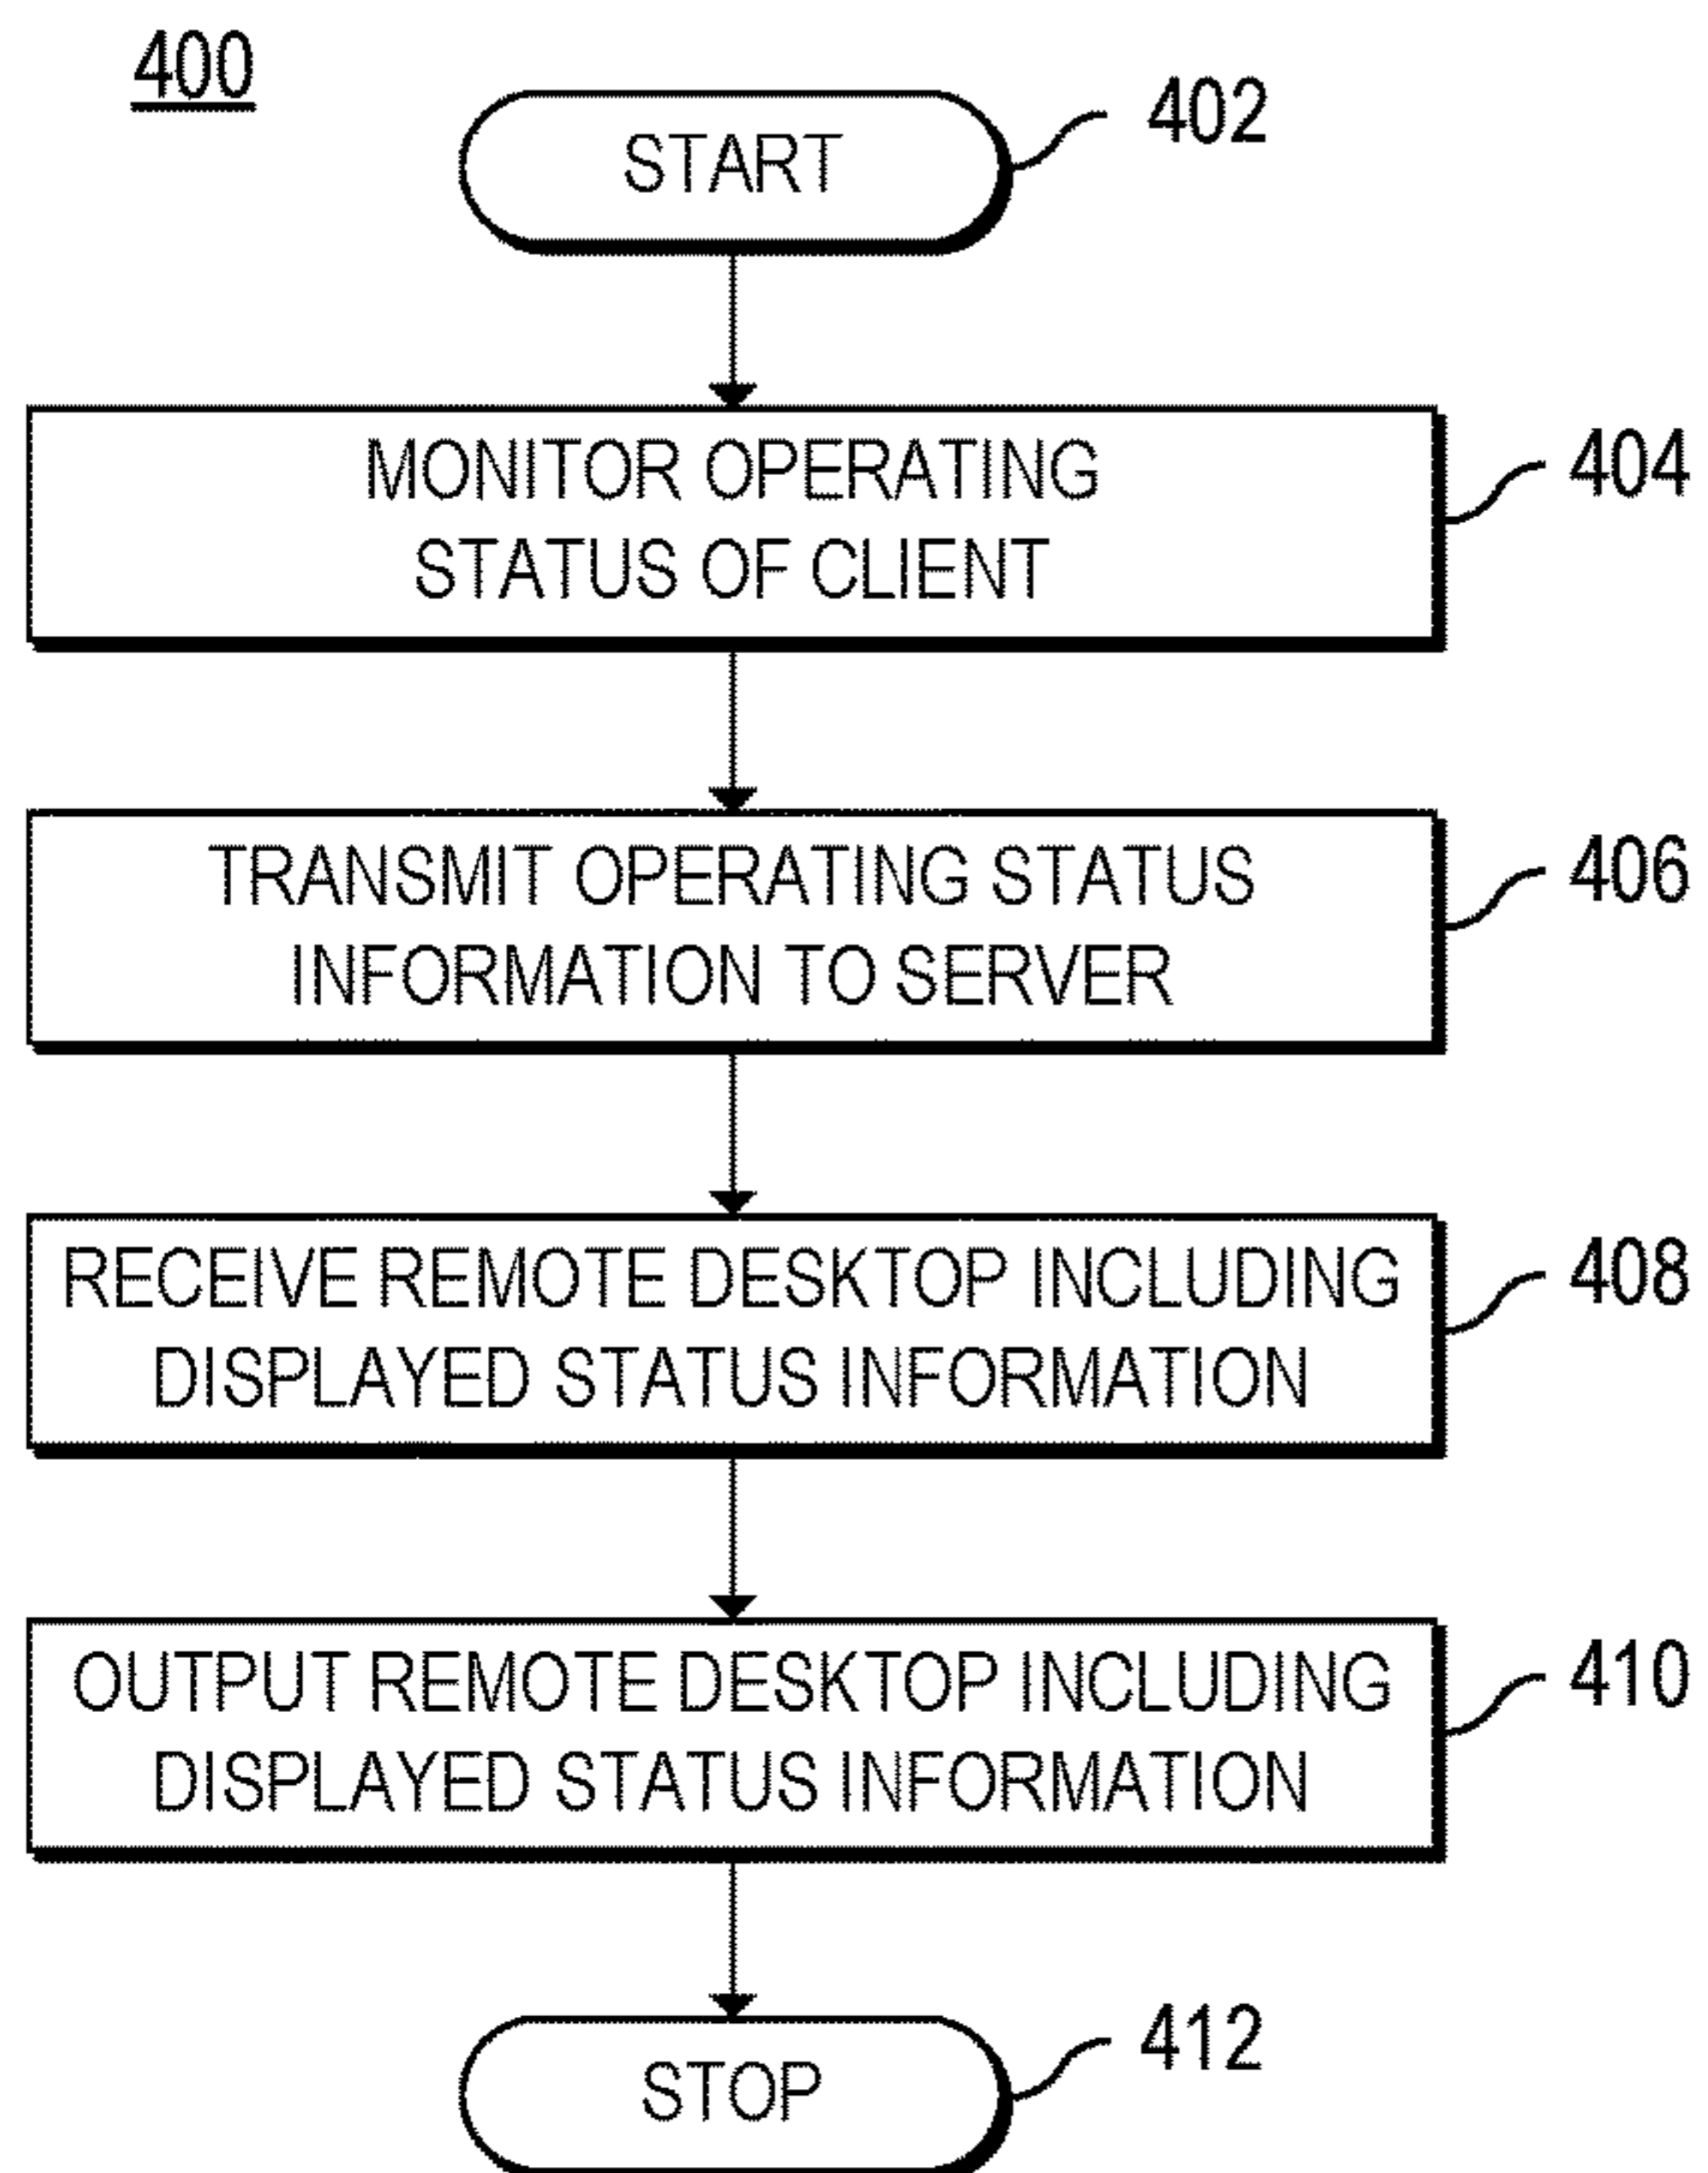 400
START
402
MONITOR OPERATING
STATUS OF CLIENT
404
TRANSMIT OPERATING STATUS
INFORMATION TO SERVER
406
RECEIVE REMOTE DESKTOP INCLUDING
DISPLAYED STATUS INFORMATION
408
OUTPUT REMOTE DESKTOP INCLUDING
DISPLAYED STATUS INFORMATION
410
STOP
412